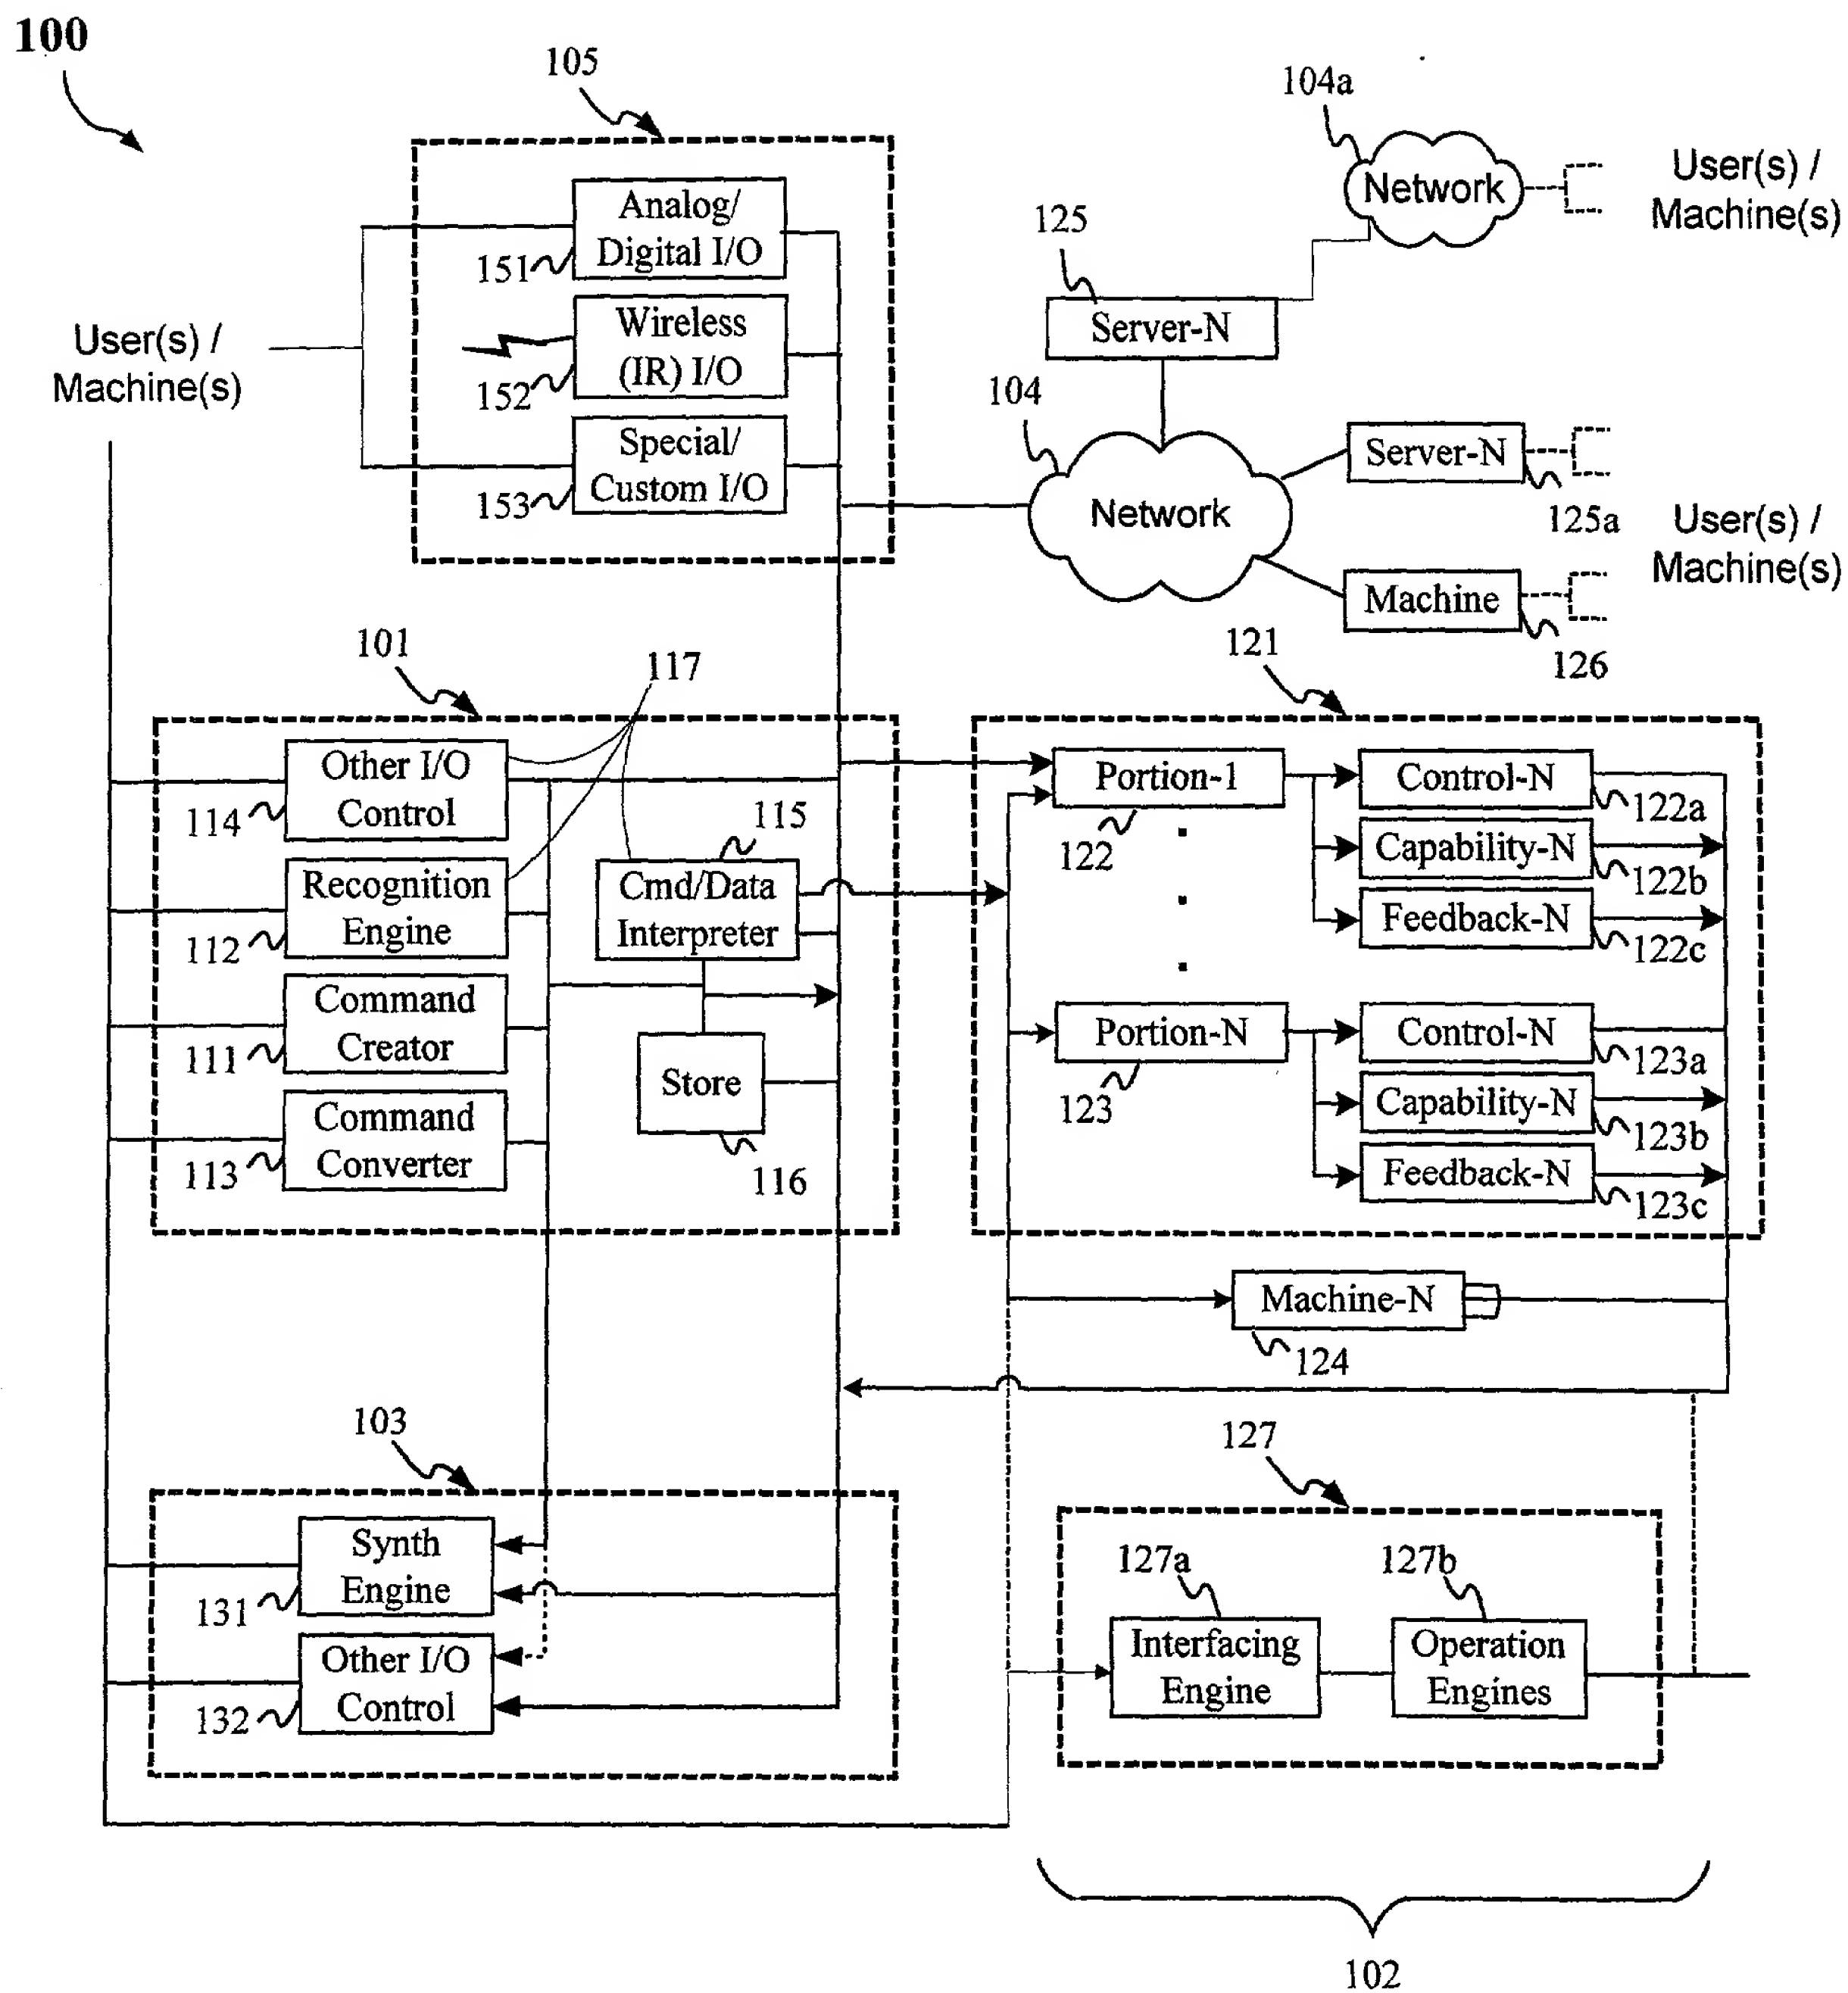 100
105
104a
Analog/
Digital I/O
151
Wireless
(IR) I/O
152
Special/
Custom I/O
153
User(s) /
Machine(s)
Network
User(s) /
Machine(s)
125
Server-N
104
Network
Server-N
125a
User(s) /
Machine(s)
Machine
126
101
117
Other I/O
Control
114
115
Recognition
Engine
112
Cmd/Data
Interpreter
Command
Creator
111
Store
116
Command
Converter
113
121
Portion-1
122
Control-N
122a
Capability-N
122b
Feedback-N
122c
Portion-N
123
Control-N
123a
Capability-N
123b
Feedback-N
123c
Machine-N
124
103
Synth
Engine
131
Other I/O
Control
132
127
127a
127b
Interfacing
Engine
Operation
Engines
102